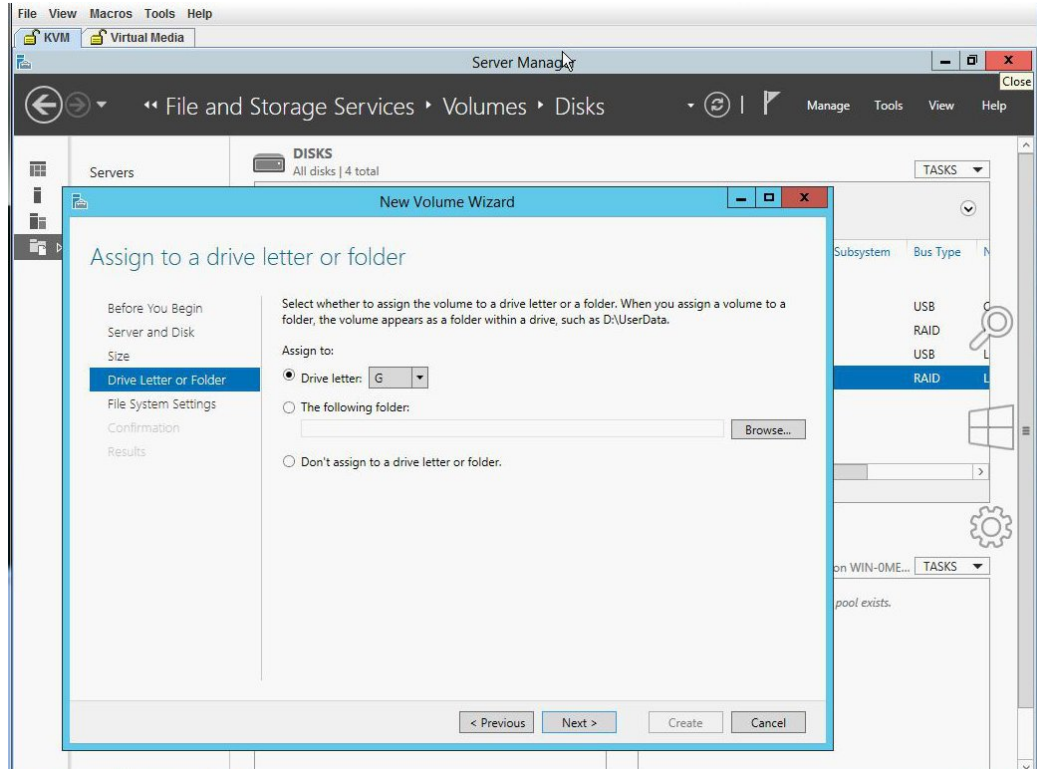 File View Macros Tools Help
KVM Virtual Media
Server Manager
Close
File and Storage Services Volumes Disks
Manage Tools View Help
Servers
DISKS
All disks | 4 total
TASKS
New Volume Wizard
Assign to a drive letter or folder
Subsystem Bus Type
Before You Begin
Server and Disk
Size
Drive Letter or Folder
File System Settings
Confirmation
Results
Select whether to assign the volume to a drive letter or a folder. When you assign a volume to a
folder, the volume appears as a folder within a drive, such as D:\UserData.
Assign to:
Drive letter: G
The following folder:
Browse...
Don't assign to a drive letter or folder.
USB
RAID
USB L
RAID L
on WIN-0ME... TASKS
pool exists.
< Previous Next > Create Cancel